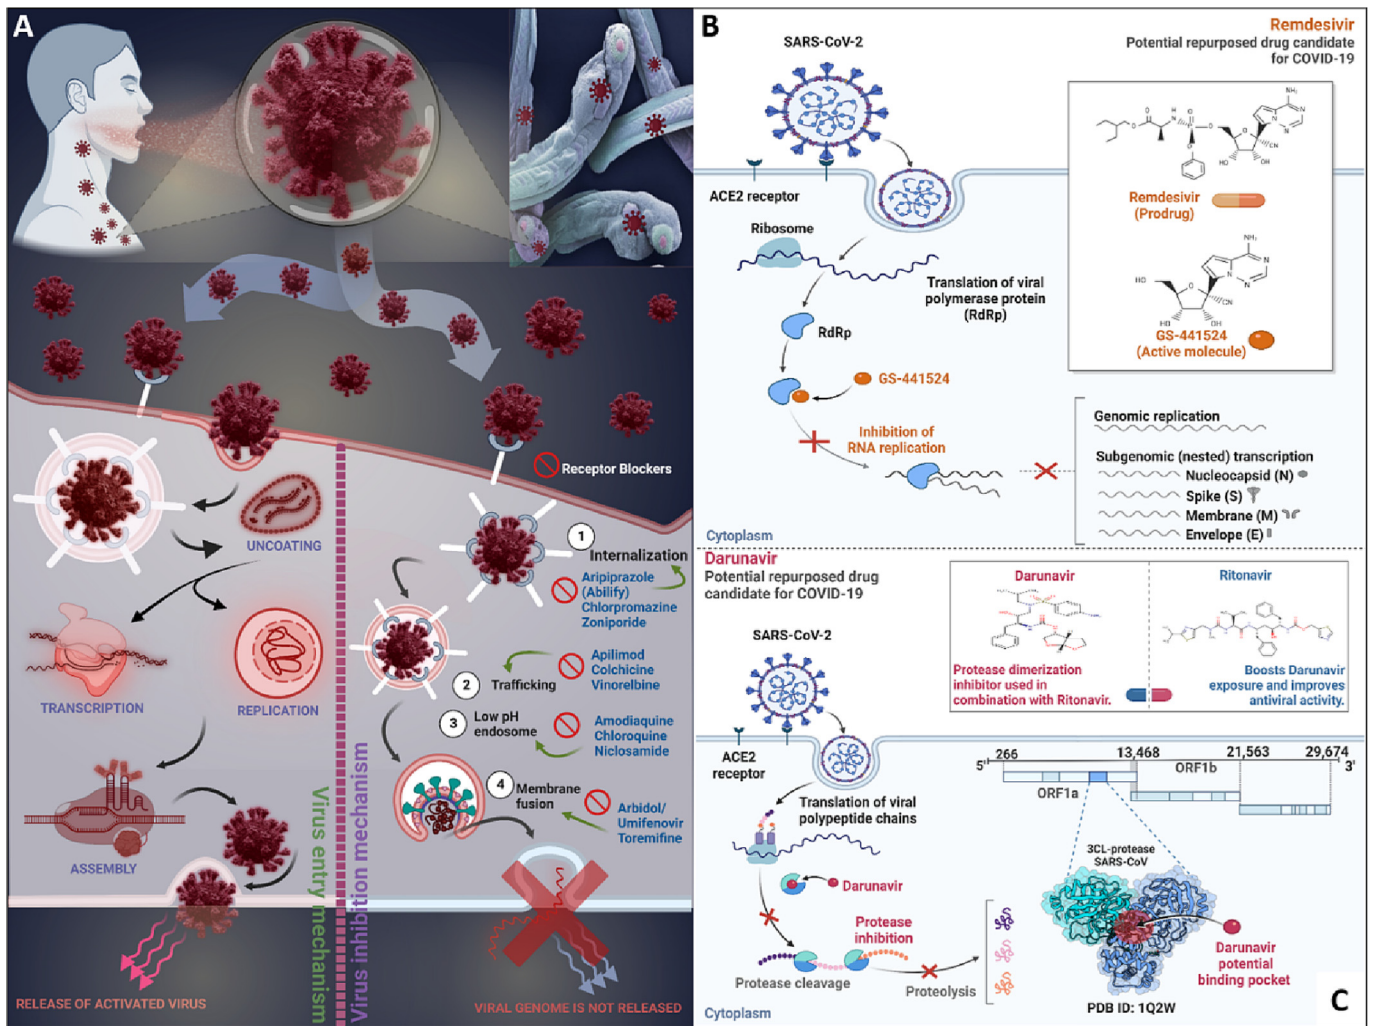 A
Receptor Blockers
1
Internalization
Aripiprazole
(Abilify)
Chlorpromazine
Zoniporide
UNCOATING
TRANSCRIPTION
REPLICATION
2
Trafficking
Apilimod
Colchicine
Vinorelbine
3
Low pH
endosome
Amodiaquine
Chloroquine
Niclosamide
4
Membrane
fusion
Arbidol/
Umifenovir
Toremifine
ASSEMBLY
Virus entry mechanism
Virus inhibition mechanism
RELEASE OF ACTIVATED VIRUS
VIRAL GENOME IS NOT RELEASED
B
Remdesivir
Potential repurposed drug candidate
for COVID-19
SARS-CoV-2
ACE2 receptor
Ribosome
Translation of viral
polymerase protein
(RdRp)
RdRp
GS-441524
Inhibition of
RNA replication
Remdesivir
(Prodrug)
GS-441524
(Active molecule)
Genomic replication
Subgenomic (nested) transcription
Nucleocapsid (N)
Spike (S)
Membrane (M)
Envelope (E)
Cytoplasm
Darunavir
Potential repurposed drug
candidate for COVID-19
SARS-CoV-2
Darunavir
Ritonavir
Protease dimerization
inhibitor used in
combination with Ritonavir.
Boosts Darunavir
exposure and improves
antiviral activity.
ACE2
receptor
Translation of viral
polypeptide chains
Darunavir
Protease
inhibition
Protease cleavage
Proteolysis
266
13,468
21,563
29,674
5'
3'
ORF1a
ORF1b
3CL-protease
SARS-CoV
Darunavir
potential
binding pocket
PDB ID: 1Q2W
Cytoplasm
C